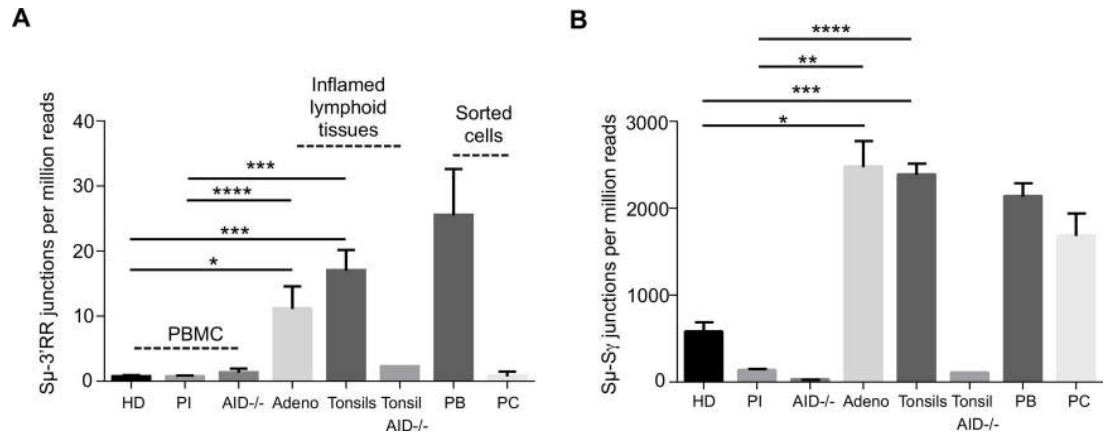 A
Sμ-3'RR junctions per million reads
40
30
20
10
0
Inflamed
lymphoid
tissues
Sorted
cells
***
****
***
*
PBMC
HD PI AID-/- Adeno Tonsils Tonsil PB PC
AID-/-
B
Sμ-Sγ junctions per million reads
3000
2000
1000
0
****
**
***
*
HD PI AID-/- Adeno Tonsils Tonsil PB PC
AID-/-